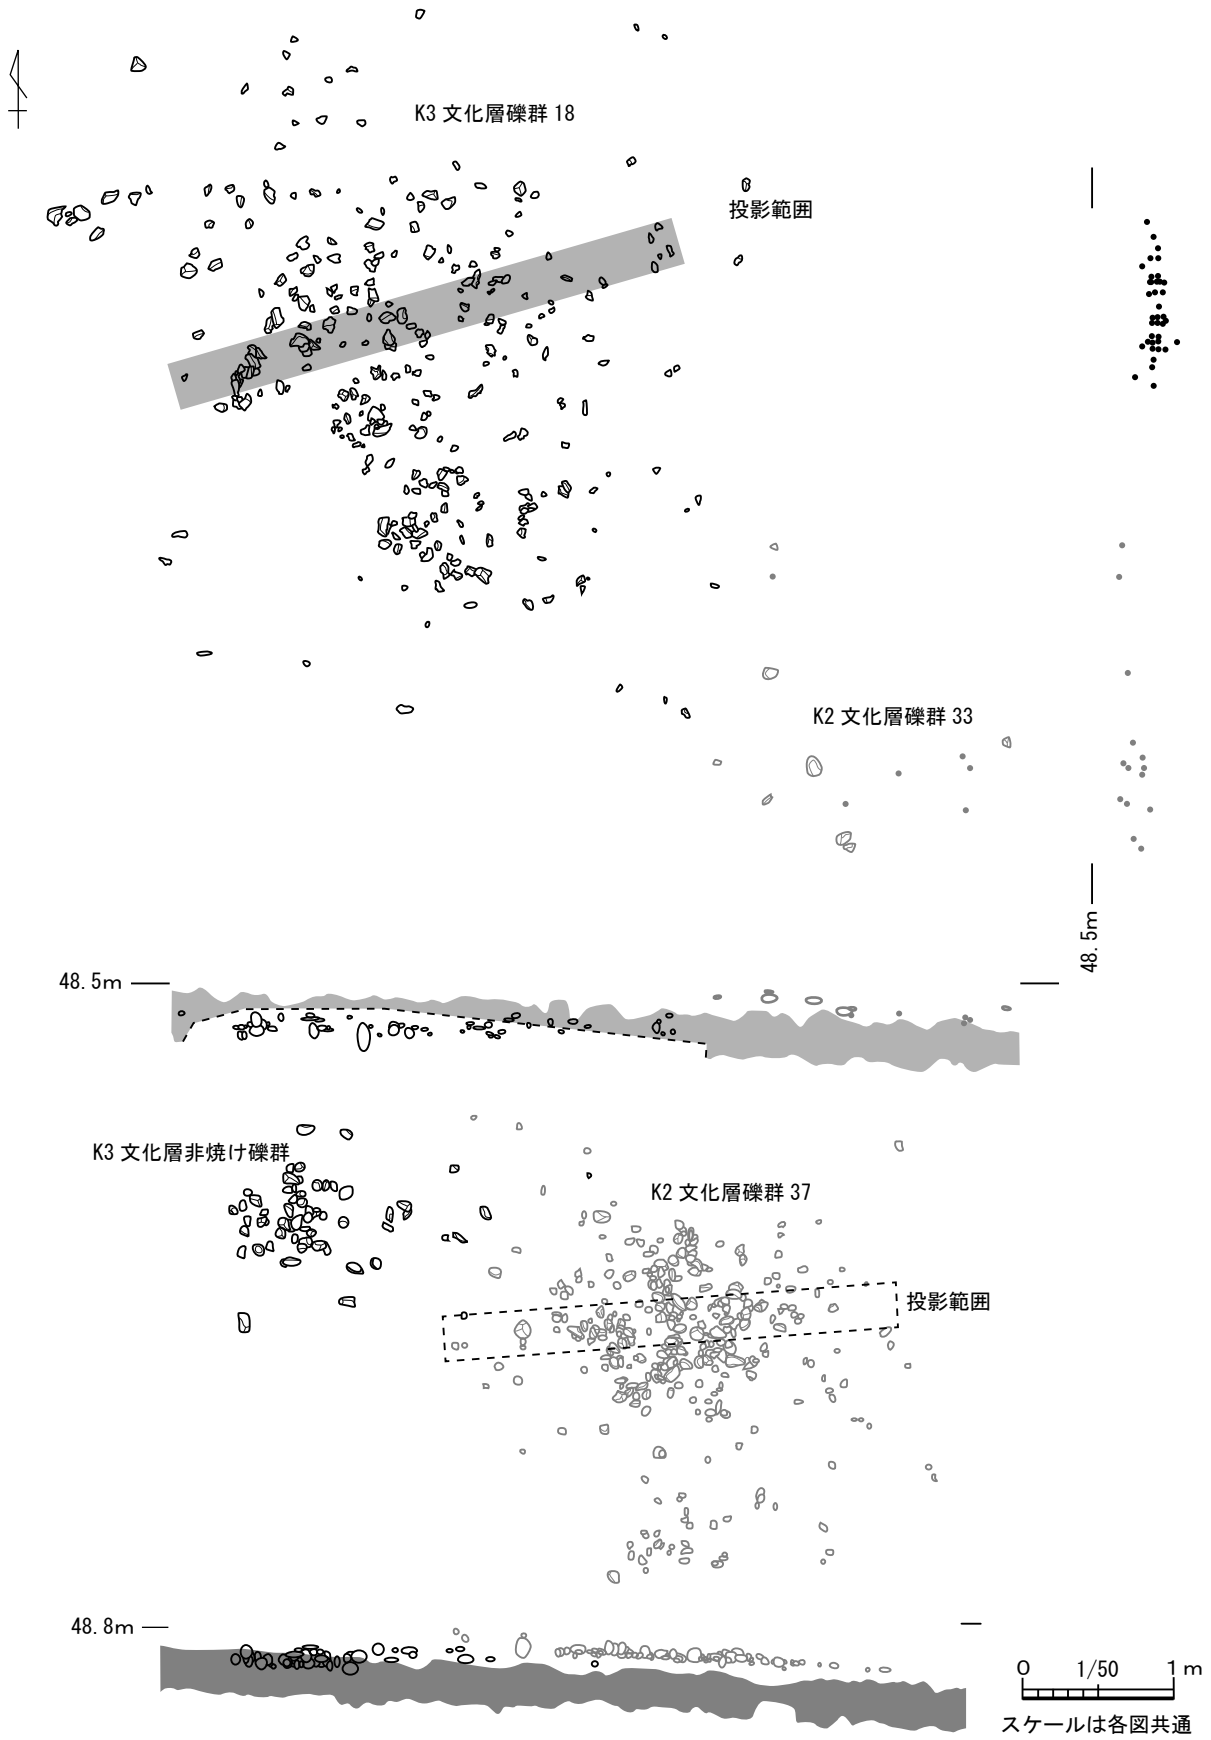 K3 文化層礫群 18
投影範囲
K2 文化層礫群 33
48.5m
48.5m
K3 文化層非焼け礫群
K2 文化層礫群 37
投影範囲
48.8m
0 1/50 1 m
スケールは各図共通